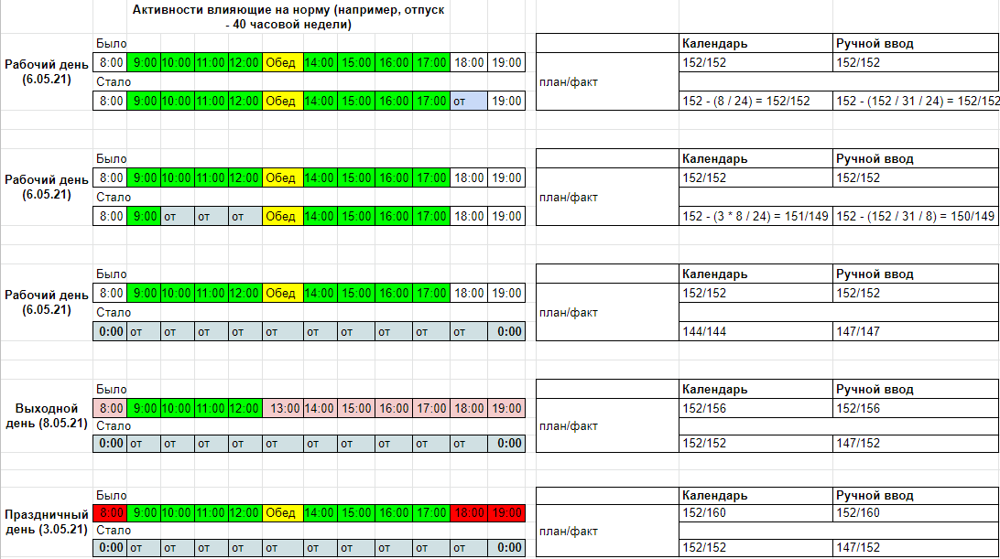 Активности влияющие на норму (например, отпуск
- 40 часовой недели)
Было Календарь Ручной ввод
Рабочий день 8:00 9:00 10:00 11:00 12:00 Обед 14:00 15:00 16:00 17:00 18:00 19:00 152/152 152/152
(6.05.21) Стало план/факт
8:00 9:00 10:00 11:00 12:00 Обед 14:00 15:00 16:00 17:00 от 19:00 152 - (8 / 24) = 152/152 152 - (152 / 31 / 24) = 152/152
Было Календарь Ручной ввод
Рабочий день 8:00 9:00 10:00 11:00 12:00 Обед 14:00 15:00 16:00 17:00 18:00 19:00 152/152 152/152
(6.05.21) Стало план/факт
8:00 9:00 от от от Обед 14:00 15:00 16:00 17:00 18:00 19:00 152 - (3 * 8 / 24) = 151/149 152 - (152 / 31 / 8) = 150/149
Было Календарь Ручной ввод
Рабочий день 8:00 9:00 10:00 11:00 12:00 Обед 14:00 15:00 16:00 17:00 18:00 19:00 152/152 152/152
(6.05.21) Стало план/факт
0:00 от от от от от от от от от от 0:00 144/144 147/147
Было Календарь Ручной ввод
Выходной 8:00 9:00 10:00 11:00 12:00 13:00 14:00 15:00 16:00 17:00 18:00 19:00 152/156 152/156
день (8.05.21) Стало план/факт
0:00 от от от от от от от от от от 0:00 152/152 147/152
Было Календарь Ручной ввод
Праздничный 8:00 9:00 10:00 11:00 12:00 Обед 14:00 15:00 16:00 17:00 18:00 19:00 152/160 152/160
день (3.05.21) Стало план/факт
0:00 от от от от от от от от от от 0:00 152/152 147/152